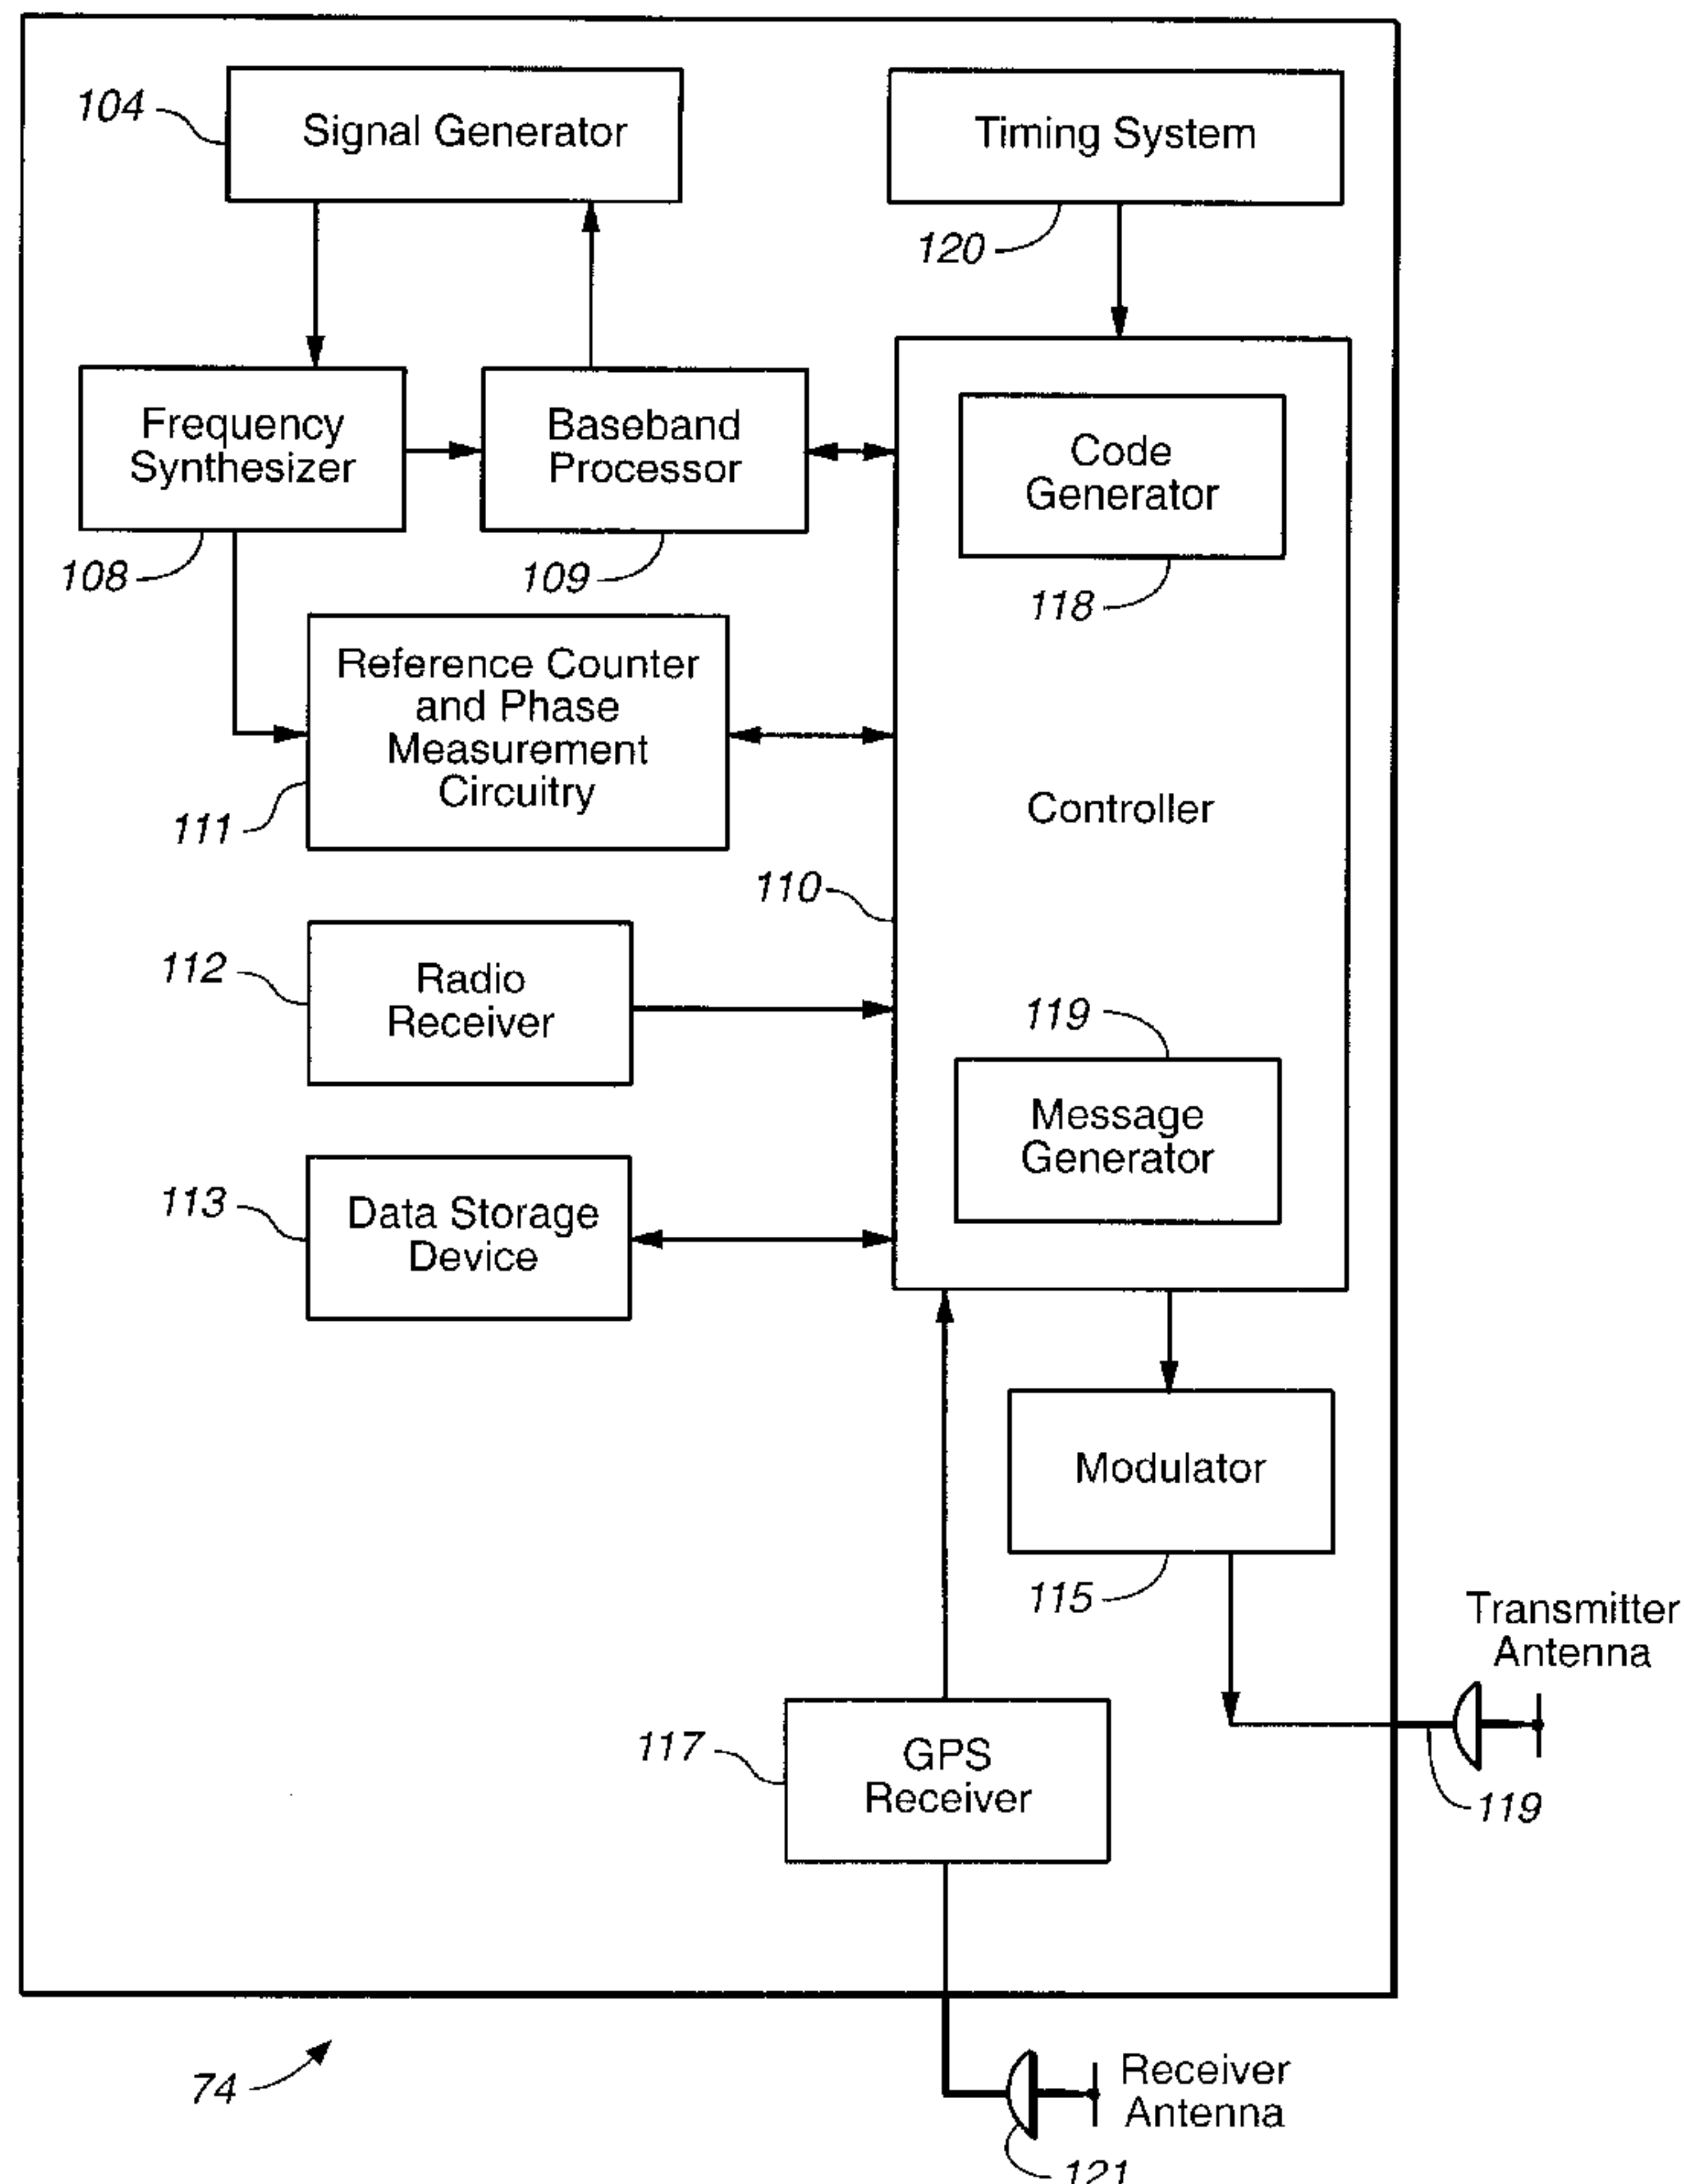 104
Signal Generator
Timing System
120
Frequency
Synthesizer
108
Baseband
Processor
109
Code
Generator
118
Reference Counter
and Phase
Measurement
Circuitry
111
Controller
110
112
Radio
Receiver
119
Message
Generator
113
Data Storage
Device
Modulator
115
Transmitter
Antenna
119
117
GPS
Receiver
74
Receiver
Antenna
121